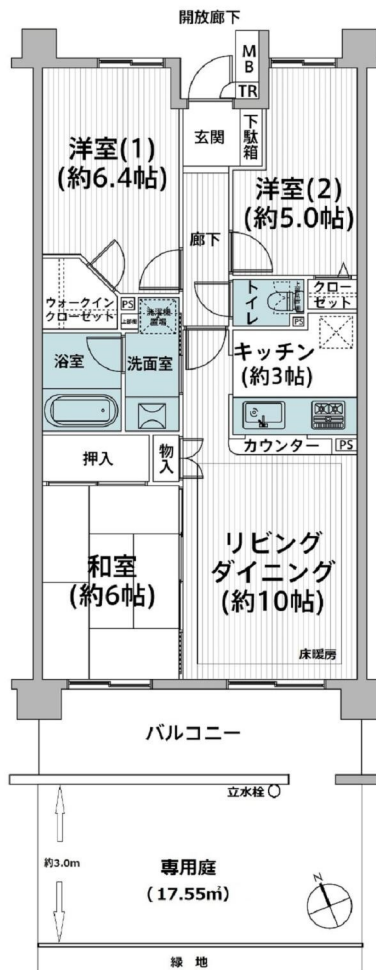 開放廊下
MB
TR
洋室(1)
(約6.4帖)
玄関
下駄箱
洋室(2)
(約5.0帖)
廊下
ウォークイン
クローゼット
PS
洗濯機
置場
トイレ
PS
クロー
ゼット
浴室
洗面室
キッチン
(約3帖)
カウンター
PS
押入
物入
和室
(約6帖)
リビング
ダイニング
(約10帖)
床暖房
バルコニー
立水栓
約3.0m
専用庭
(17.55㎡)
N
緑 地